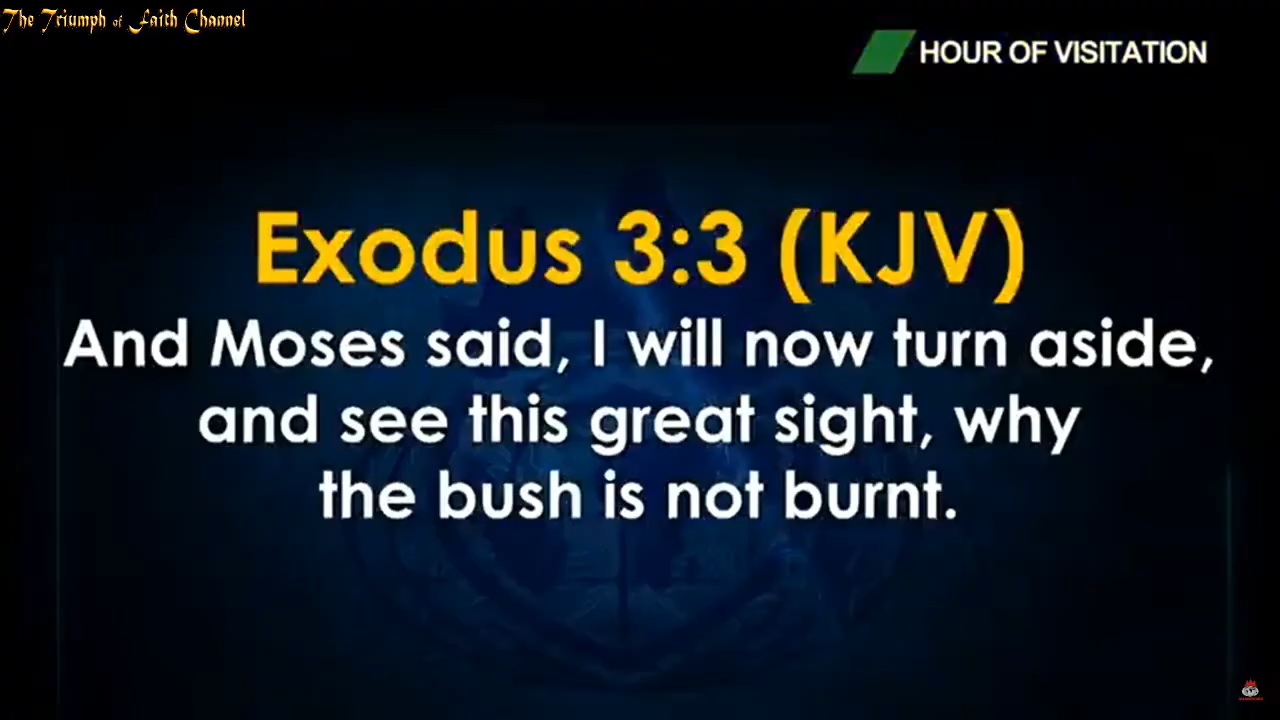 The Triumph of Faith Channel
HOUR OF VISITATION
Exodus 3:3 (KJV)
And Moses said, I will now turn aside,
and see this great sight, why
the bush is not burnt.